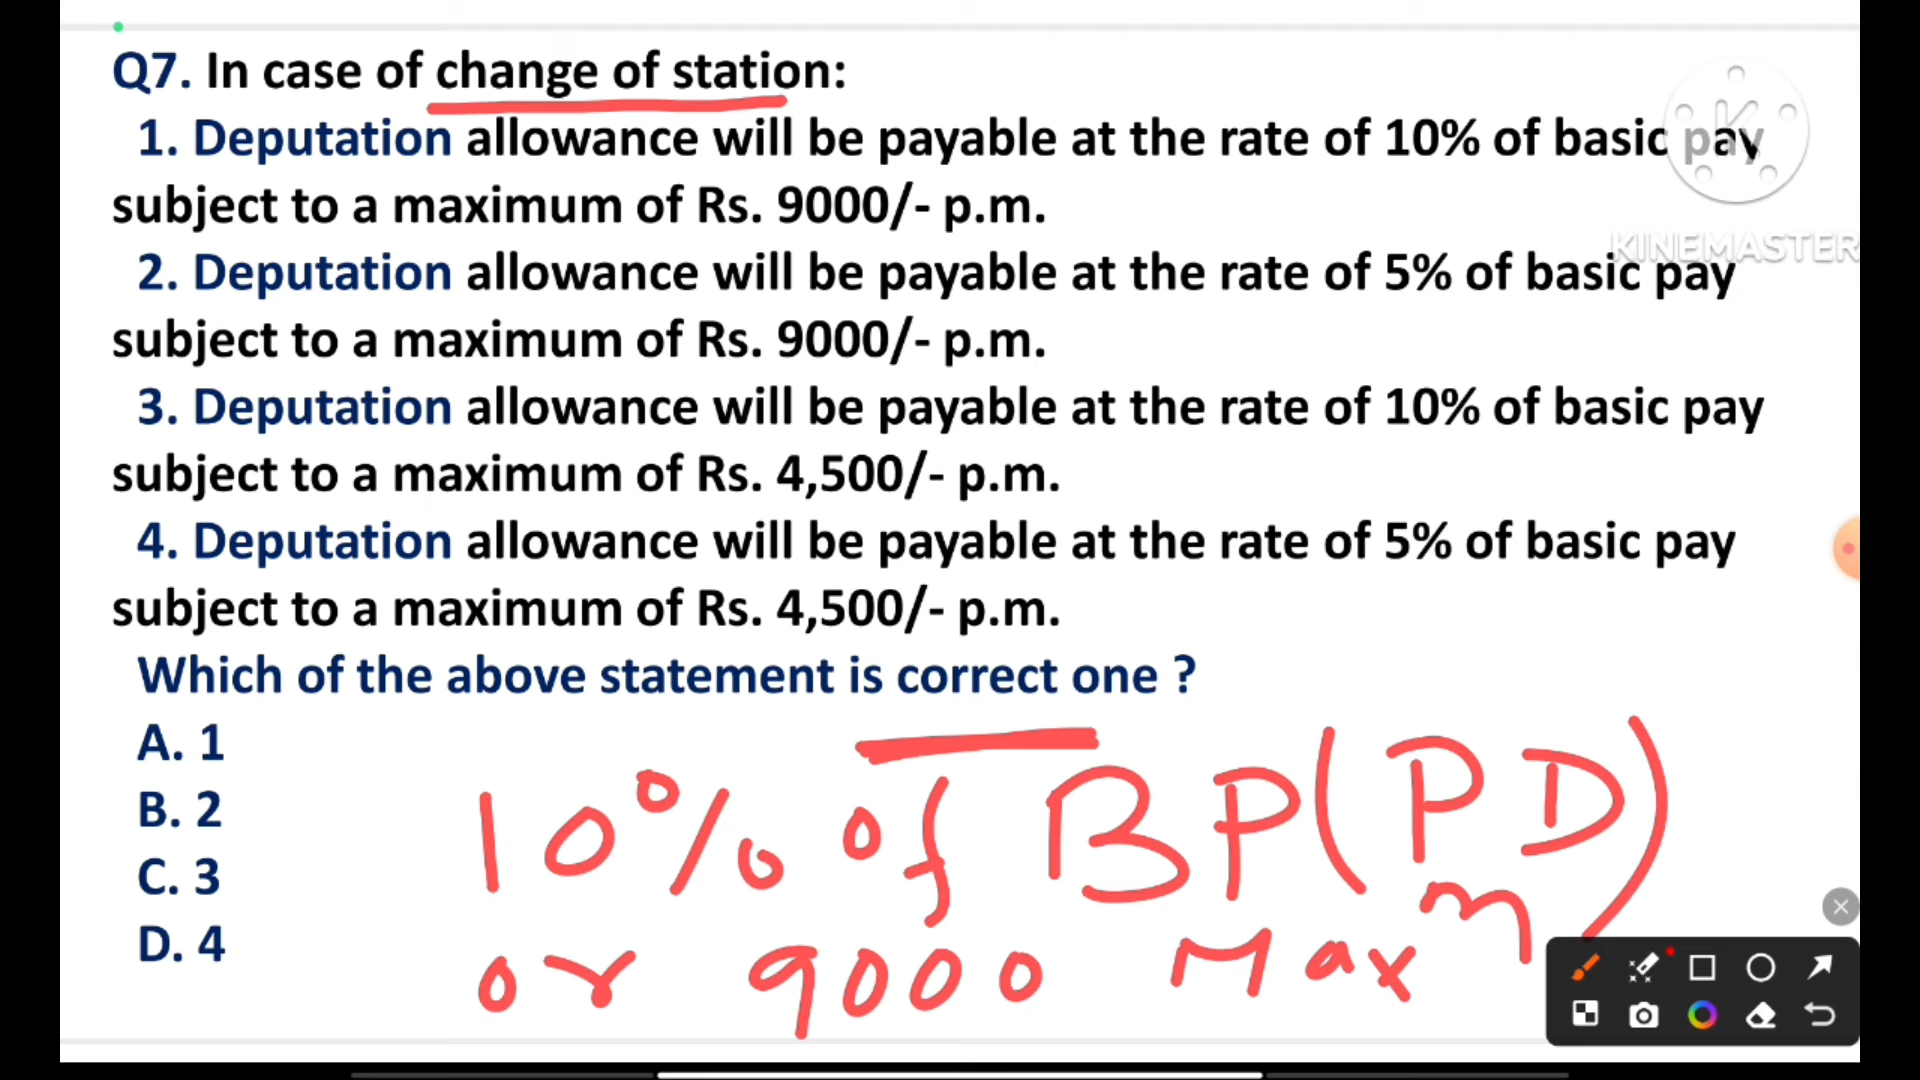 Q7. In case of change of station:
1. Deputation allowance will be payable at the rate of 10% of basic pay
subject to a maximum of Rs. 9000/- p.m.
KINEMASTER
2. Deputation allowance will be payable at the rate of 5% of basic pay
subject to a maximum of Rs. 9000/- p.m.
3. Deputation allowance will be payable at the rate of 10% of basic pay
subject to a maximum of Rs. 4,500/- p.m.
4. Deputation allowance will be payable at the rate of 5% of basic pay
subject to a maximum of Rs. 4,500/- p.m.
Which of the above statement is correct one ?
A. 1
B. 2
C. 3
D. 4
10% of BP(PD)
or 9000 Max m